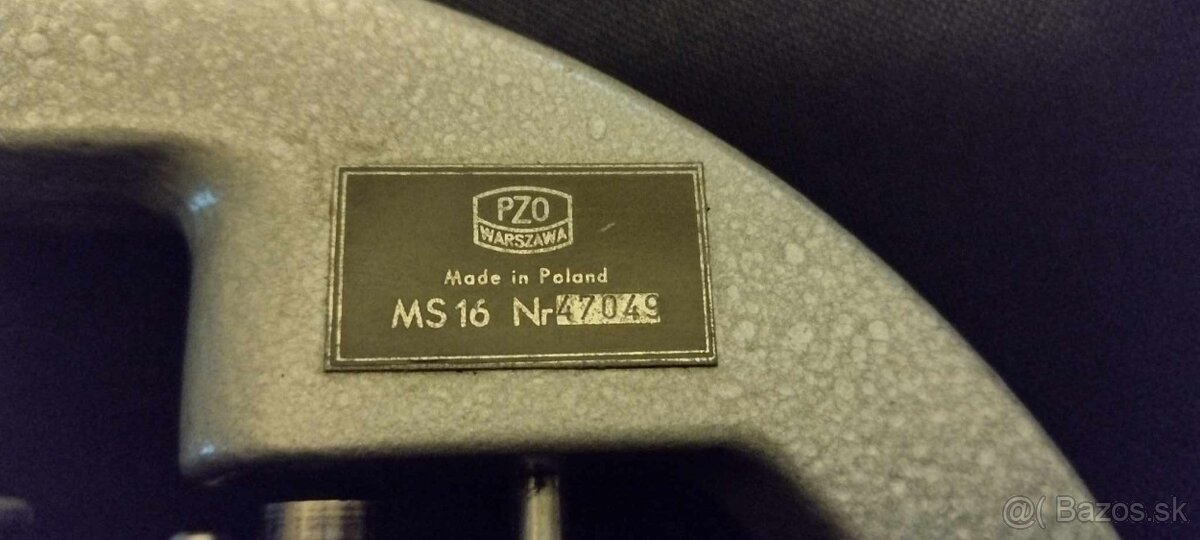 PZO
WARSZAWA
Made in Poland
MS 16 Nr 47049
@( Bazos.sk